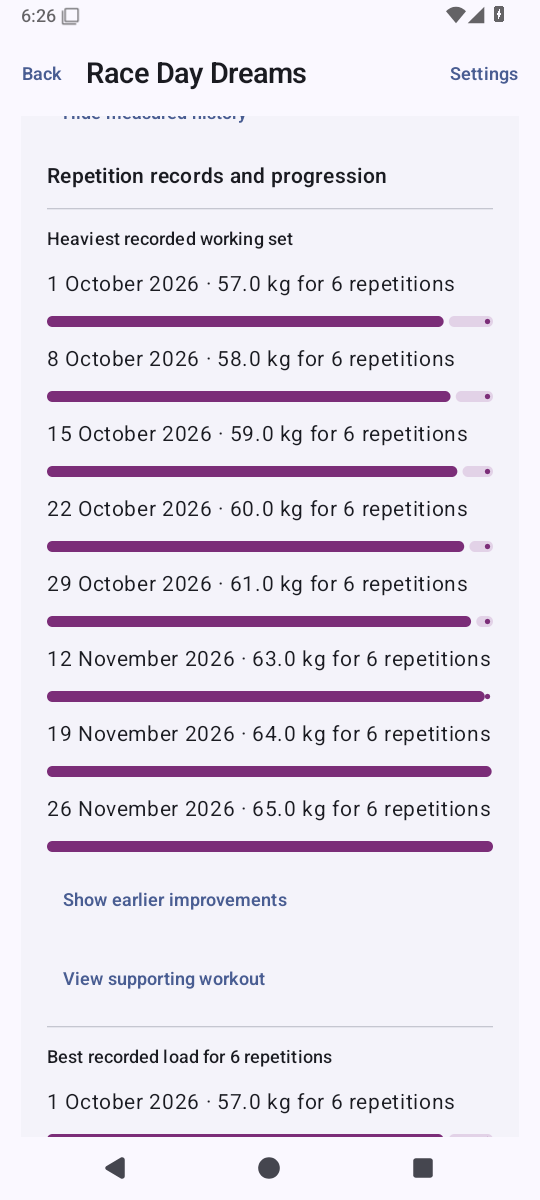 6:26
Back
Race Day Dreams
Settings
Hide measured history
Repetition records and progression
Heaviest recorded working set
1 October 2026 · 57.0 kg for 6 repetitions
8 October 2026 · 58.0 kg for 6 repetitions
15 October 2026 · 59.0 kg for 6 repetitions
22 October 2026 · 60.0 kg for 6 repetitions
29 October 2026 · 61.0 kg for 6 repetitions
12 November 2026 · 63.0 kg for 6 repetitions
19 November 2026 · 64.0 kg for 6 repetitions
26 November 2026 · 65.0 kg for 6 repetitions
Show earlier improvements
View supporting workout
Best recorded load for 6 repetitions
1 October 2026 · 57.0 kg for 6 repetitions